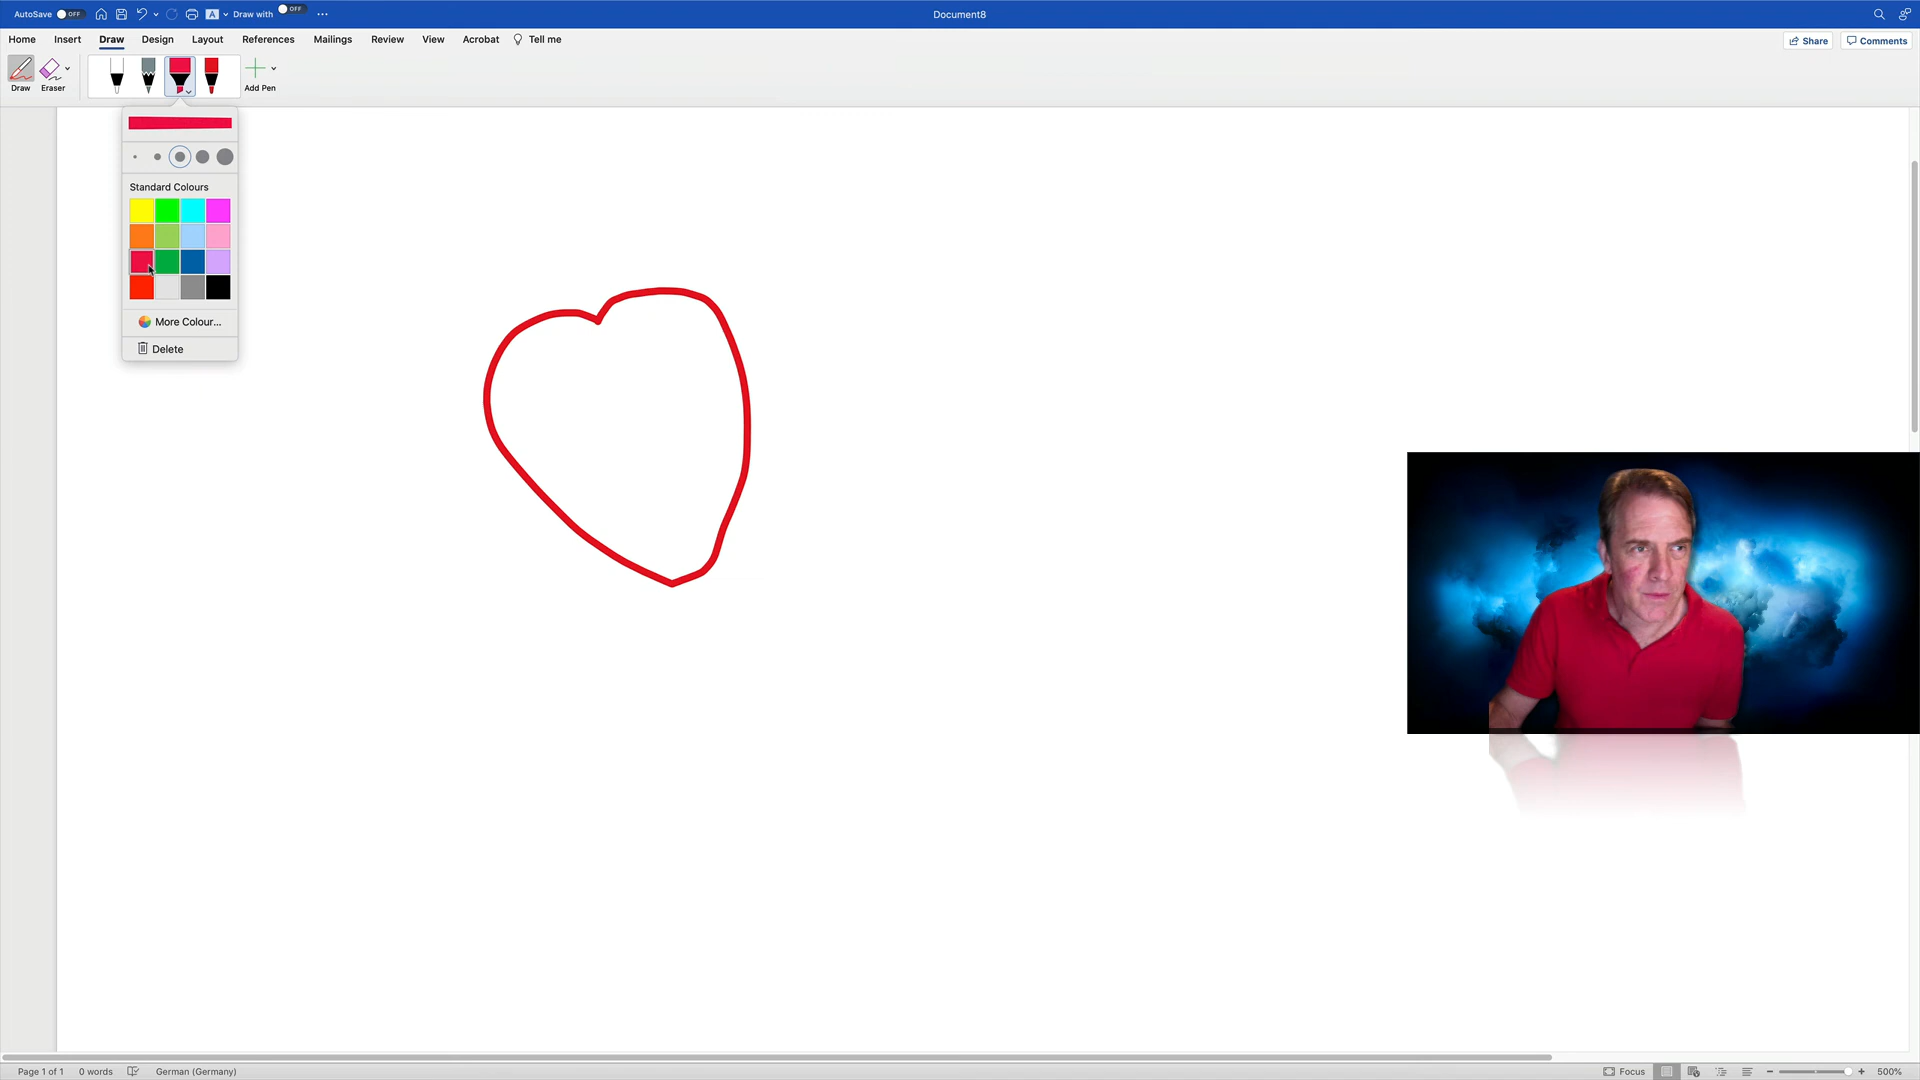 AutoSave OFF Draw with OFF ... Document8
Home Insert Draw Design Layout References Mailings Review View Acrobat Tell me Share Comments
Draw Eraser Add Pen
Standard Colours
More Colour...
Delete
Page 1 of 1 0 words German (Germany) Focus 500%